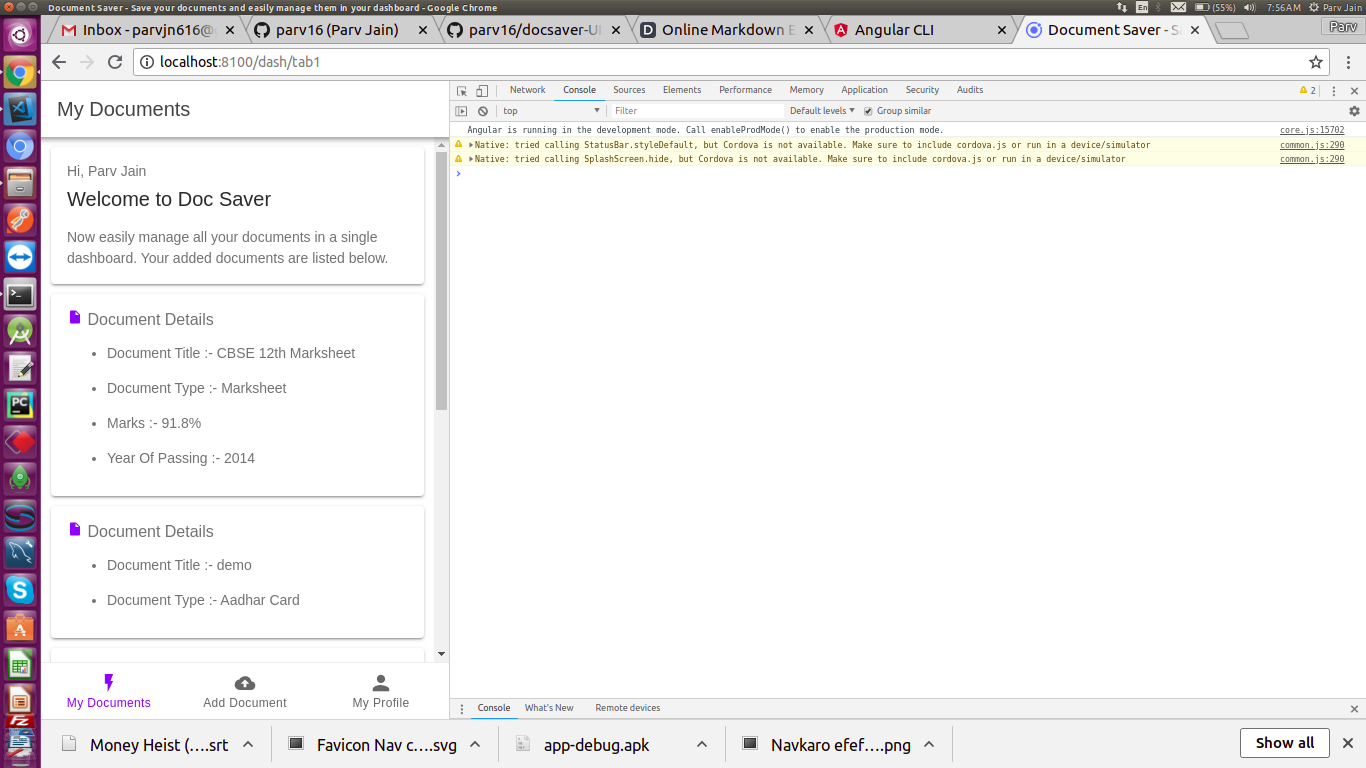 Document Saver - Save your documents and easily manage them in your dashboard - Google Chrome
En
(55%)
7:56AM
Parv Jain
Inbox - parvjn616@
parv16 (Parv Jain)
parv16/docsaver-U
Online Markdown E
Angular CLI
Document Saver - S
Parv
localhost:8100/dash/tab1
My Documents
Hi, Parv Jain
Welcome to Doc Saver
Now easily manage all your documents in a single
dashboard. Your added documents are listed below.
Document Details
Document Title :- CBSE 12th Marksheet
Document Type :- Marksheet
Marks :- 91.8%
Year Of Passing :- 2014
Document Details
Document Title :- demo
Document Type :- Aadhar Card
My Documents
Add Document
My Profile
Network Console Sources Elements Performance Memory Application Security Audits
2
top
Filter
Default levels
Group similar
Angular is running in the development mode. Call enableProdMode() to enable the production mode. core.js:15702
Native: tried calling StatusBar.styleDefault, but Cordova is not available. Make sure to include cordova.js or run in a device/simulator common.js:290
Native: tried calling SplashScreen.hide, but Cordova is not available. Make sure to include cordova.js or run in a device/simulator common.js:290
Console What's New Remote devices
PC
Fz
Money Heist (....srt
Favicon Nav c....svg
app-debug.apk
Navkaro efef....png
Show all